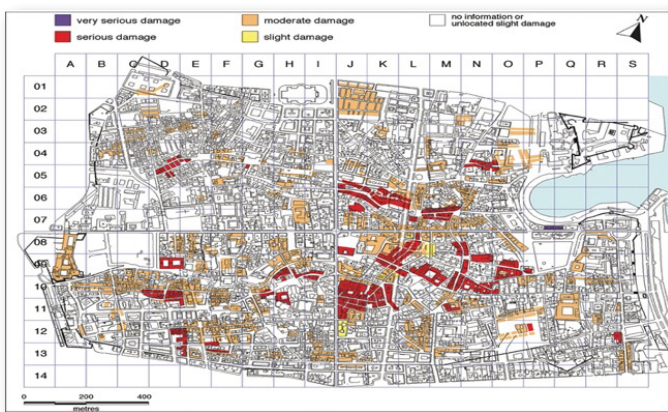 very serious damage
moderate damage
no information or
unlocated slight damage
serious damage
slight damage
A B C D E F G H I J K L M N O P Q R S
01
02
03
04
05
06
07
08
09
10
11
12
13
14
0 200 400
metres